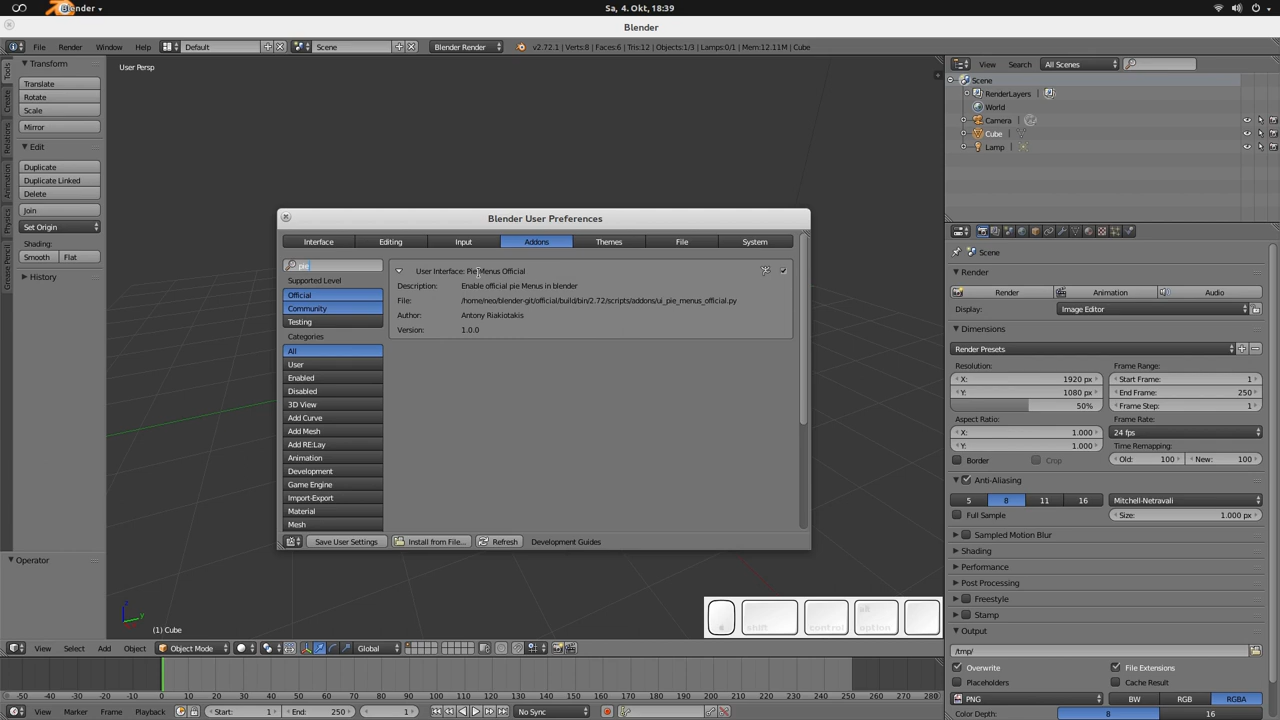 Blender
Sa, 4. Okt, 18:39
Blender
File Render Window Help Default Scene Blender Render v2.72.1 | Verts:8 | Faces:6 | Tris:12 | Objects:1/3 | Lamps:0/1 | Mem:12.11M | Cube
View Search All Scenes
Tools
Create
Relations
Animation
Physics
Grease Pencil
Transform
Translate
Rotate
Scale
Mirror
Edit
Duplicate
Duplicate Linked
Delete
Join
Set Origin
Shading:
Smooth Flat
History
Operator
User Persp
Blender User Preferences
Interface Editing Input Addons Themes File System
pie
Supported Level
Official
Community
Testing
Categories
All
User
Enabled
Disabled
3D View
Add Curve
Add Mesh
Add RE:Lay
Animation
Development
Game Engine
Import-Export
Material
Mesh
User Interface: Pie Menus Official
Description: Enable official pie Menus in blender
File: /home/neo/blender-git/official/build/bin/2.72/scripts/addons/ui_pie_menus_official.py
Author: Antony Riakiotakis
Version: 1.0.0
Save User Settings Install from File... Refresh Development Guides
z
y
(1) Cube
shift control alt option
View Select Add Object Object Mode Global
-50 -40 -30 -20 -10 0 10 20 30 40 50 60 70 80 90 100 110 120 130 140 150 160 170 180 190 200 210 220 230 240 250 260 270 280
View Marker Frame Playback Start: 1 End: 250 1 No Sync
Scene
RenderLayers |
World
Camera
Cube
Lamp
Scene
Render
Render Animation Audio
Display: Image Editor
Dimensions
Render Presets
Resolution: Frame Range:
X: 1920 px Start Frame: 1
Y: 1080 px End Frame: 250
50% Frame Step: 1
Aspect Ratio: Frame Rate:
X: 1.000 24 fps
Y: 1.000 Time Remapping:
Border Crop Old: 100 New: 100
Anti-Aliasing
5 8 11 16 Mitchell-Netravali
Full Sample Size: 1.000 px
Sampled Motion Blur
Shading
Performance
Post Processing
Freestyle
Stamp
Output
/tmp/
Overwrite File Extensions
Placeholders Cache Result
PNG BW RGB RGBA
Color Depth: 8 16